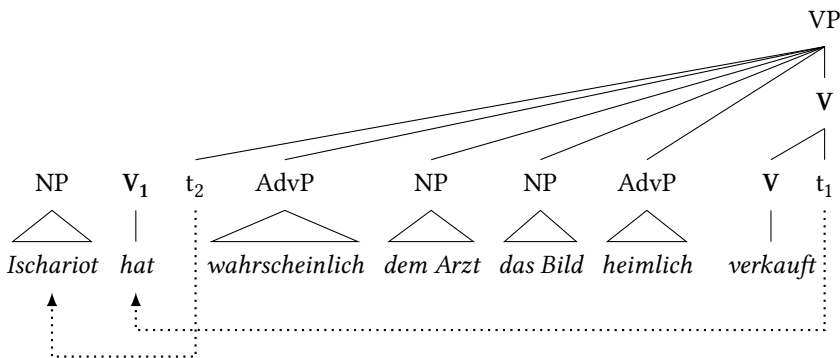 VP
V
NP V₁ t₂ AdvP NP NP AdvP V t₁
Ischariot hat wahrscheinlich dem Arzt das Bild heimlich verkauft